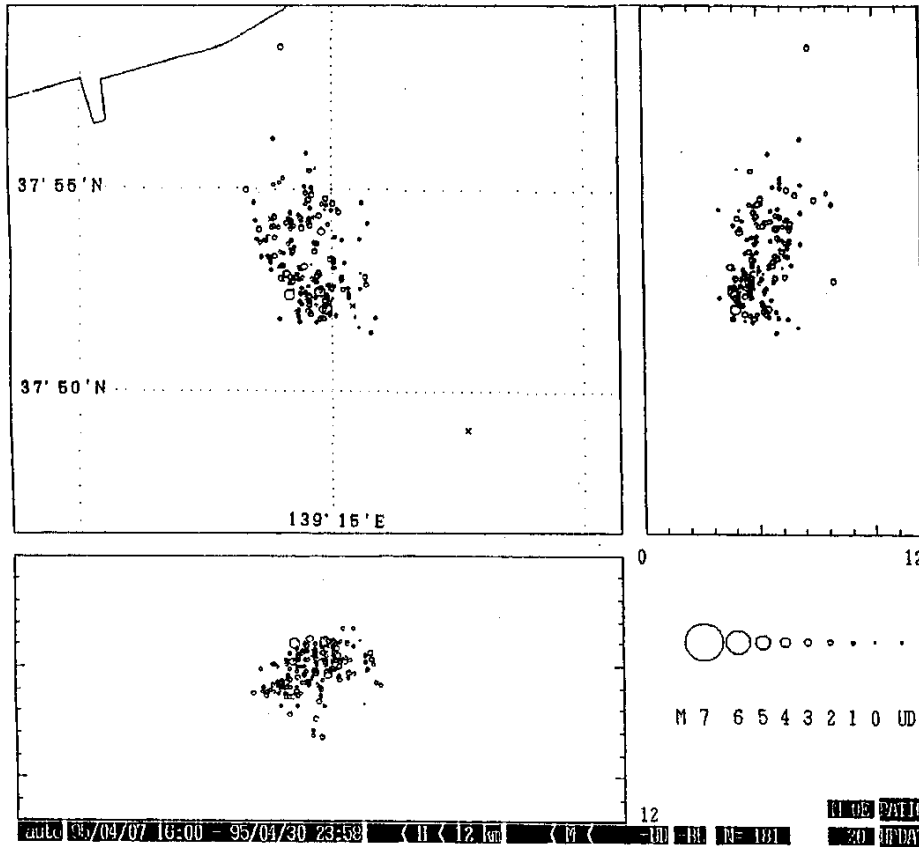 37°55'N
37°50'N
139°15'E
0
12
M 7 6 5 4 3 2 1 0 UD
12
auto 95/04/07 16:00 - 95/04/30 23:58 < H < 12 km < M < -UD N= 181